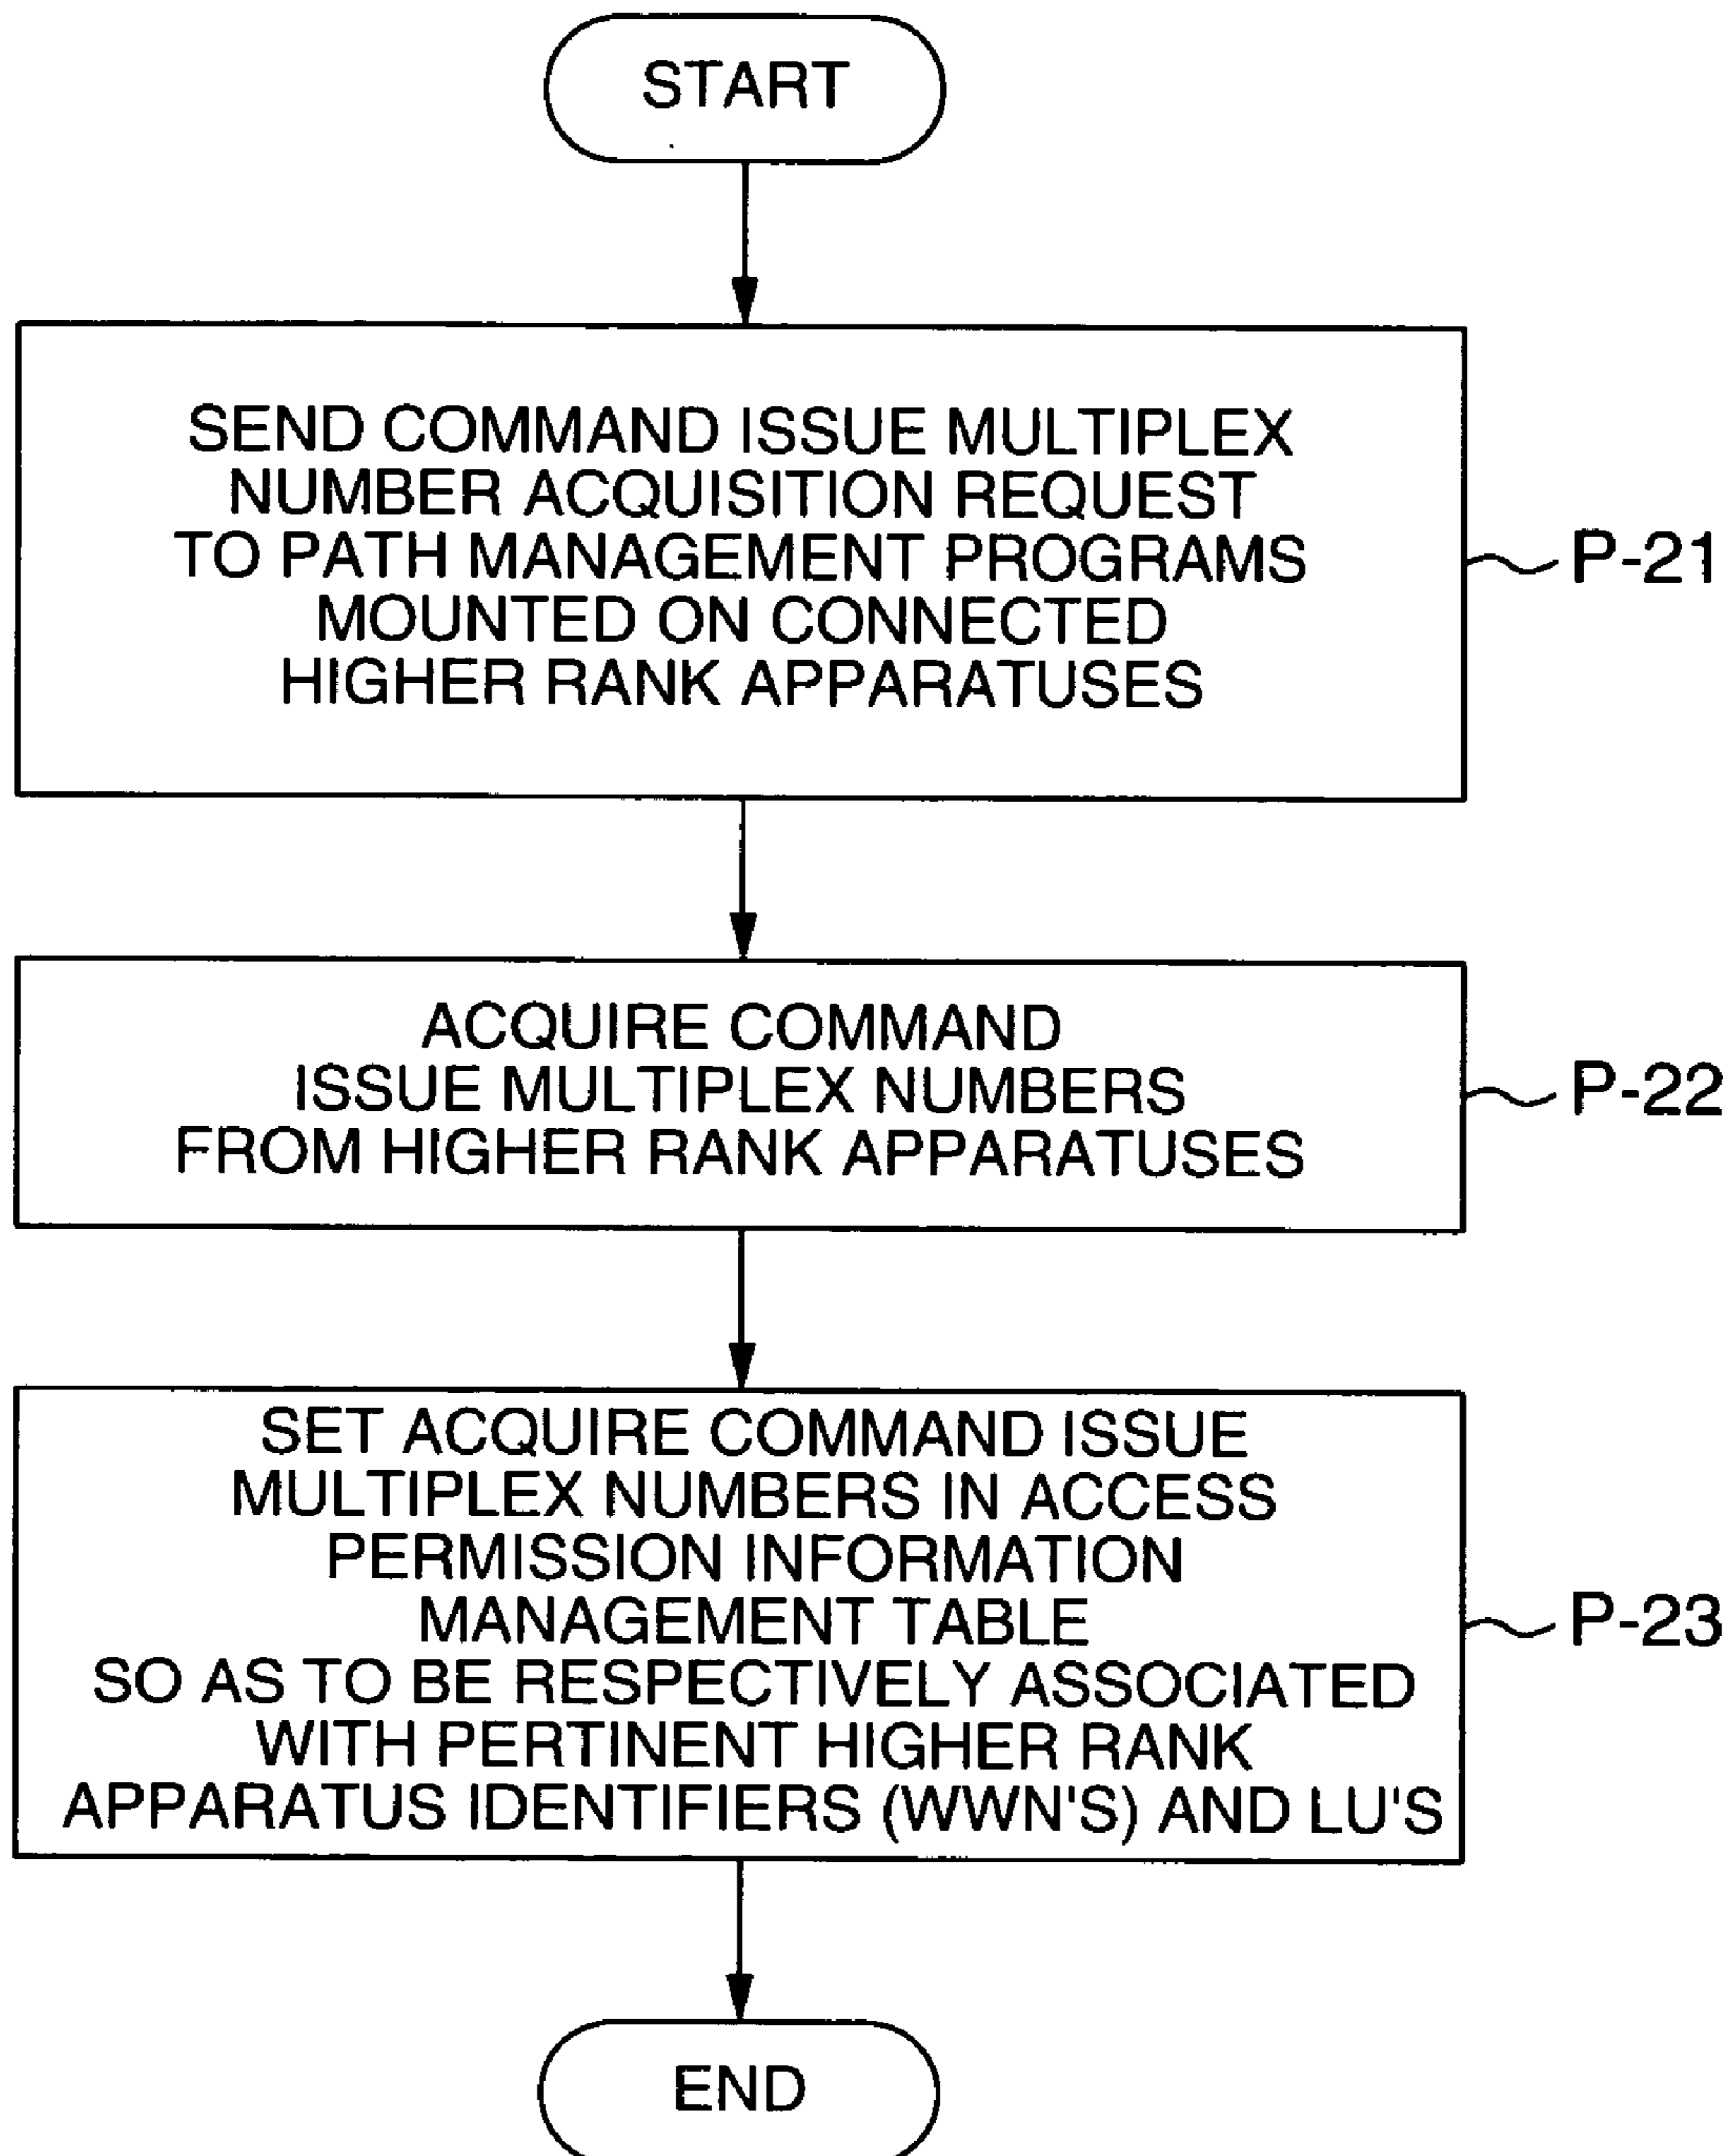 START
SEND COMMAND ISSUE MULTIPLEX
NUMBER ACQUISITION REQUEST
TO PATH MANAGEMENT PROGRAMS
MOUNTED ON CONNECTED
HIGHER RANK APPARATUSES
P-21
ACQUIRE COMMAND
ISSUE MULTIPLEX NUMBERS
FROM HIGHER RANK APPARATUSES
P-22
SET ACQUIRE COMMAND ISSUE
MULTIPLEX NUMBERS IN ACCESS
PERMISSION INFORMATION
MANAGEMENT TABLE
SO AS TO BE RESPECTIVELY ASSOCIATED
WITH PERTINENT HIGHER RANK
APPARATUS IDENTIFIERS (WWN'S) AND LU'S
P-23
END